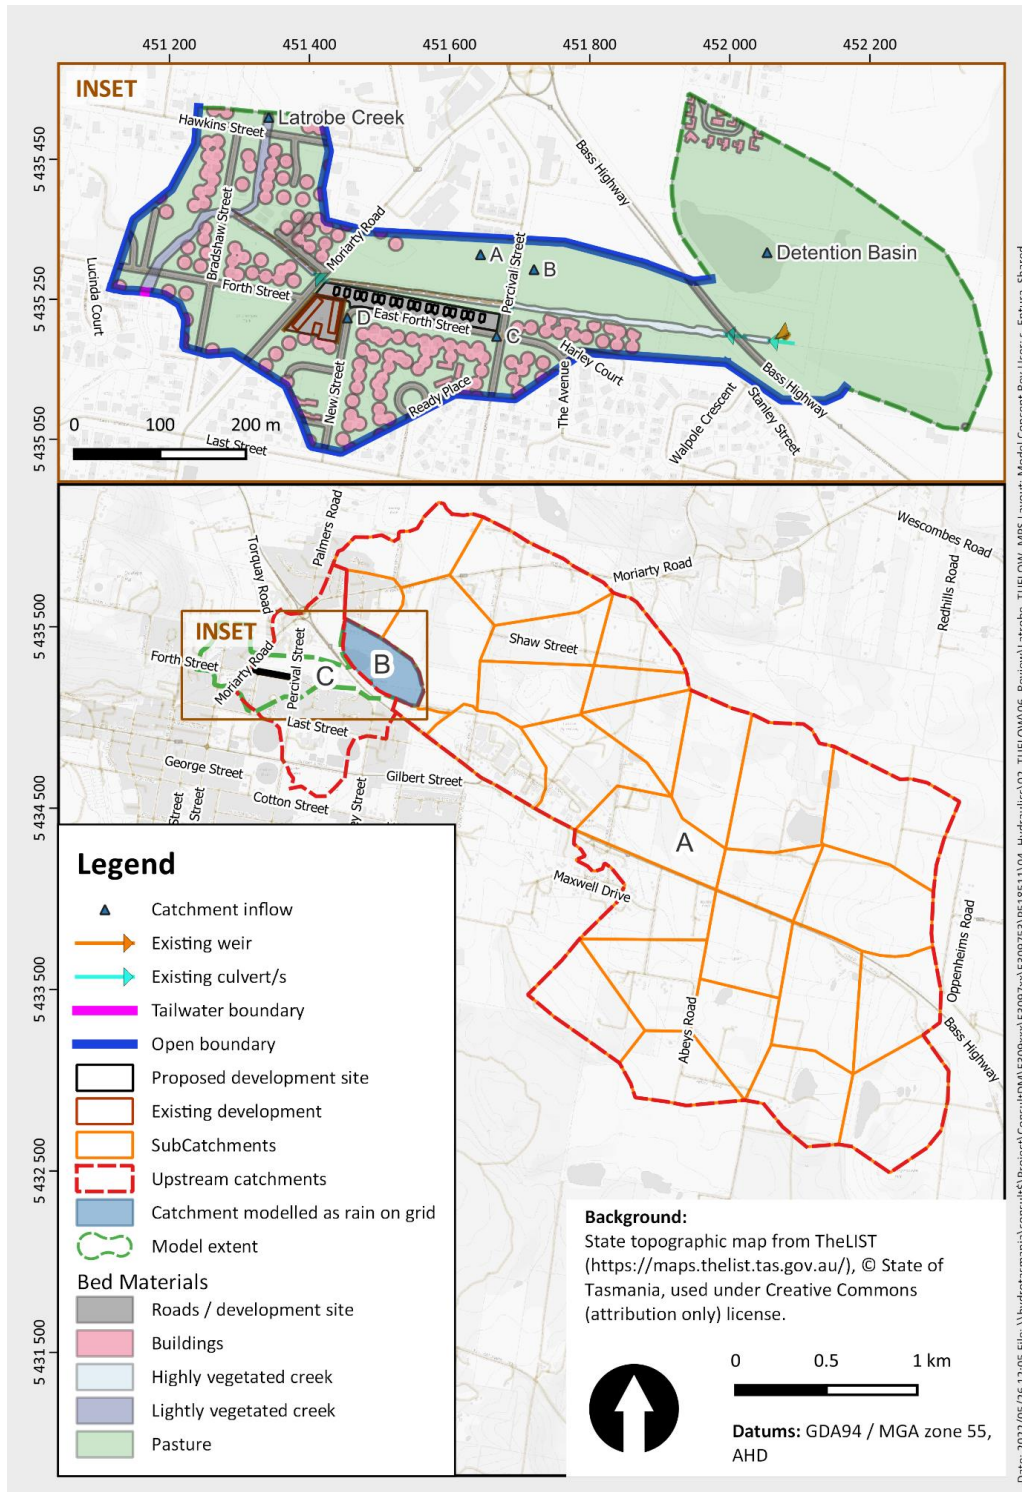 451 200 451 400 451 600 451 800 452 000 452 200
INSET
5 435 450
5 435 250
5 435 050
Hawkins Street
Latrobe Creek
Bass Highway
Bradshaw Street
Moriarty Road
Percival Street
A
B
Detention Basin
Lucinda Court
Forth Street
D
East Forth Street
C
Harley Court
The Avenue
Ready Place
New Street
Bass Highway
Walpole Crescent
Stanley Street
0 100 200 m
Last Street
5 435 500
5 434 500
5 433 500
5 432 500
5 431 500
Palmers Road
Torquay Road
Wescombes Road
Moriarty Road
Redhills Road
INSET
Shaw Street
Forth Street
Moriarty Road
Percival Street
C
B
Last Street
George Street
Gilbert Street
Cotton Street
Street
Street
ey Street
A
Maxwell Drive
Oppenheims Road
Abeys Road
Bass Highway
Legend
Catchment inflow
Existing weir
Existing culvert/s
Tailwater boundary
Open boundary
Proposed development site
Existing development
SubCatchments
Upstream catchments
Catchment modelled as rain on grid
Model extent
Bed Materials
Roads / development site
Buildings
Highly vegetated creek
Lightly vegetated creek
Pasture
Background:
State topographic map from TheLIST
(https://maps.thelist.tas.gov.au/), © State of
Tasmania, used under Creative Commons
(attribution only) license.
0 0.5 1 km
Datums: GDA94 / MGA zone 55,
AHD